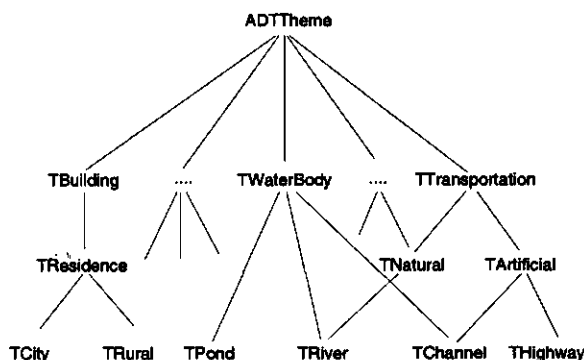 ADTTheme
TBuilding .... TWaterBody .... TTransportation
TResidence TNatural TArtificial
TCity TRural TPond TRiver TChannel THighway